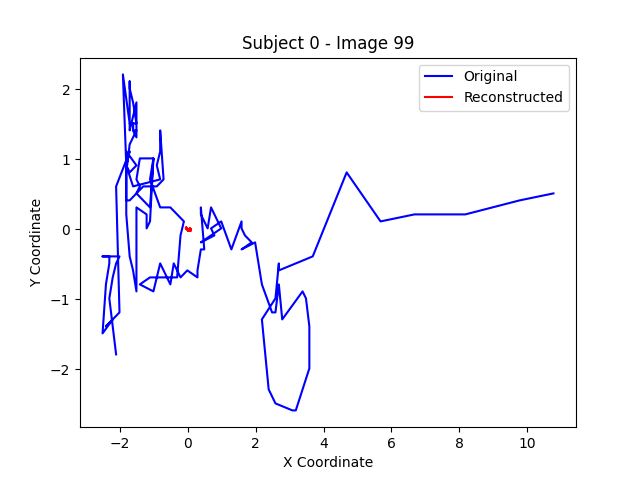 Subject 0 - Image 99
Original
Reconstructed
Y Coordinate
2
1
0
−1
−2
−2
0
2
4
6
8
10
X Coordinate